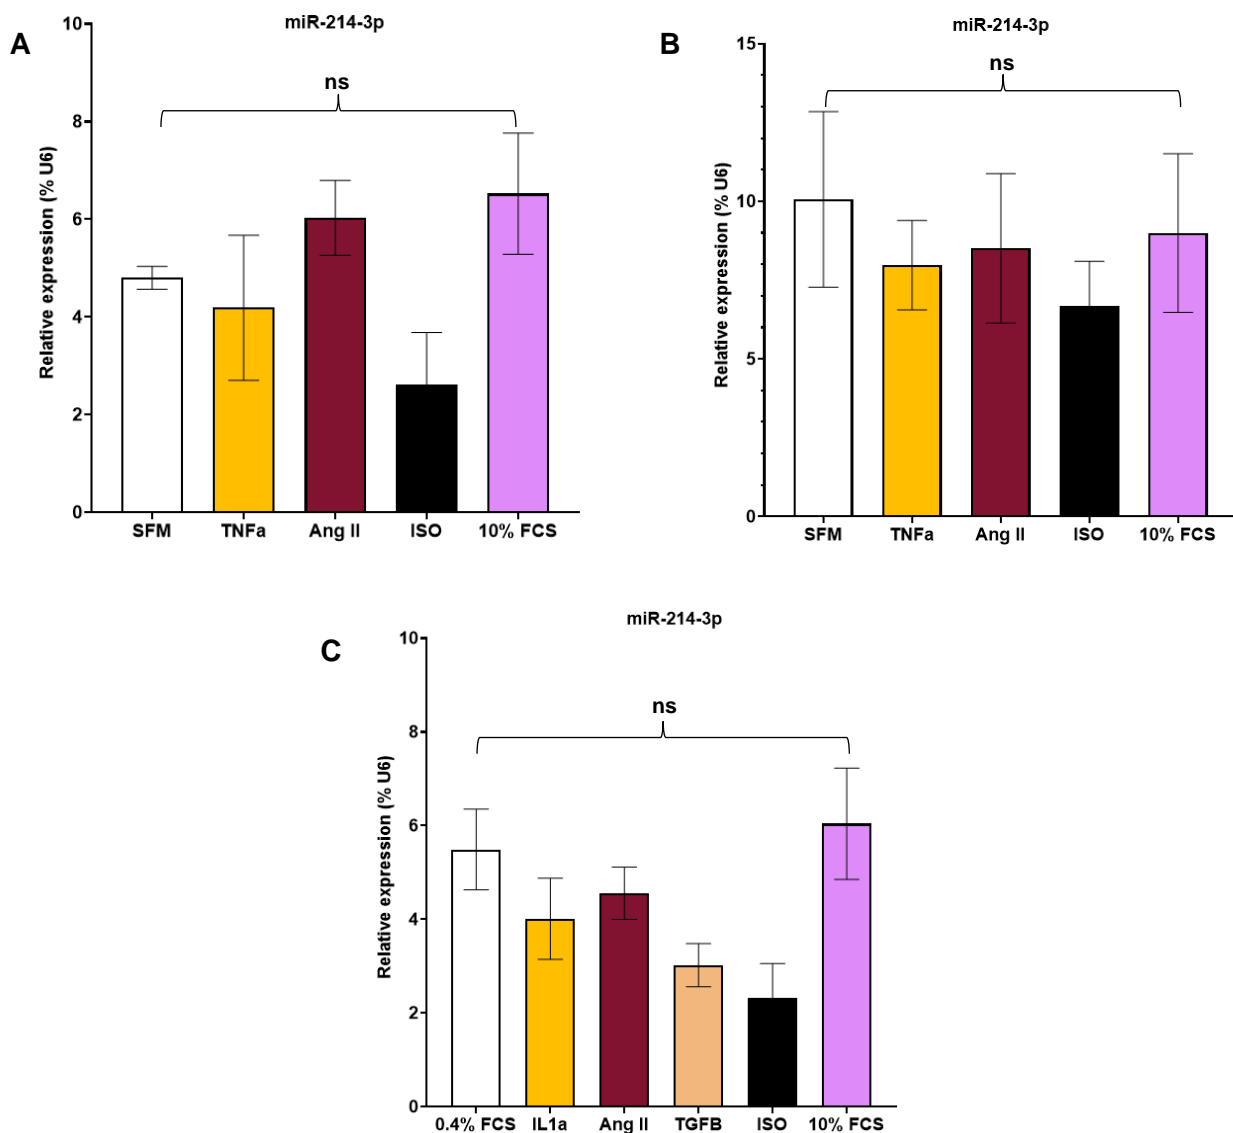 A
miR-214-3p
ns
Relative expression (% U6)
10
8
6
4
2
0
SFM TNFa Ang II ISO 10% FCS
B
miR-214-3p
ns
Relative expression (% U6)
15
10
5
0
SFM TNFa Ang II ISO 10% FCS
C
miR-214-3p
ns
Relative expression (% U6)
10
8
6
4
2
0
0.4% FCS IL1a Ang II TGFB ISO 10% FCS